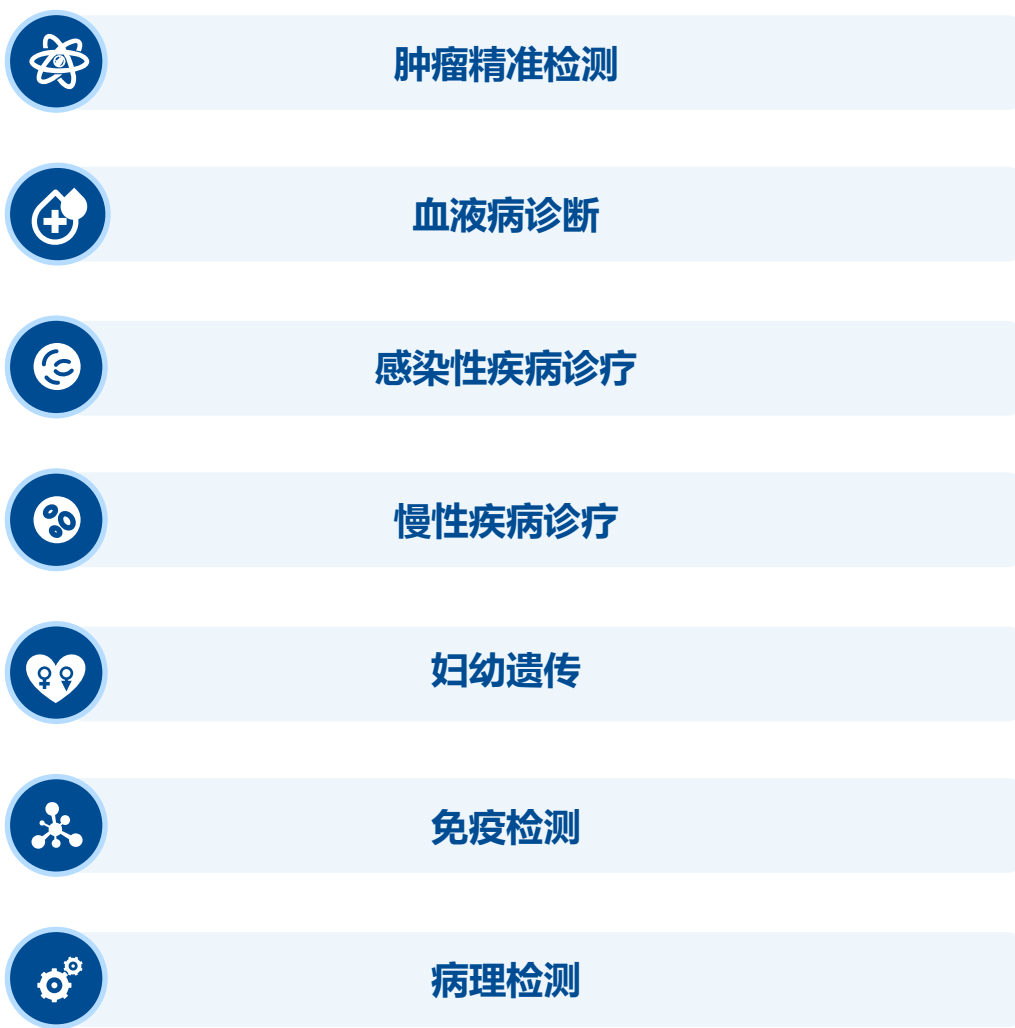 肿瘤精准检测
血液病诊断
感染性疾病诊疗
慢性疾病诊疗
妇幼遗传
免疫检测
病理检测